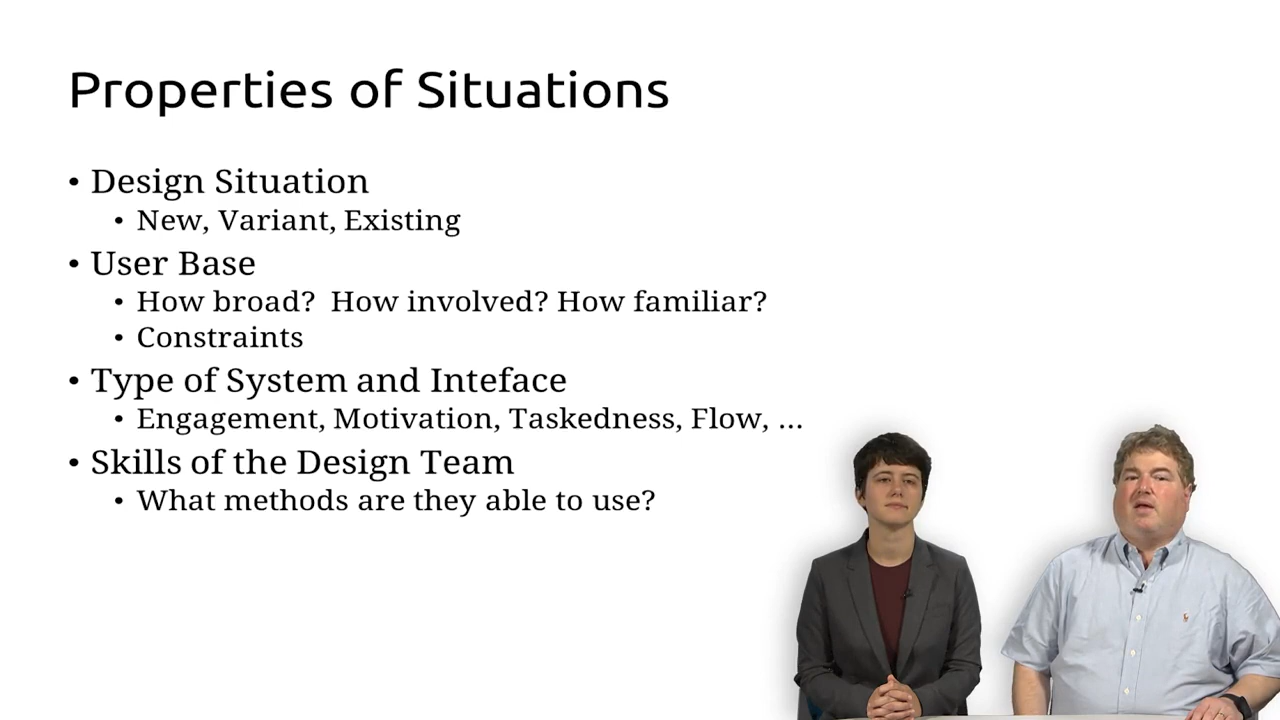 Properties of Situations
• Design Situation
• New, Variant, Existing
• User Base
• How broad?  How involved? How familiar?
• Constraints
• Type of System and Inteface
• Engagement, Motivation, Taskedness, Flow, ...
• Skills of the Design Team
• What methods are they able to use?